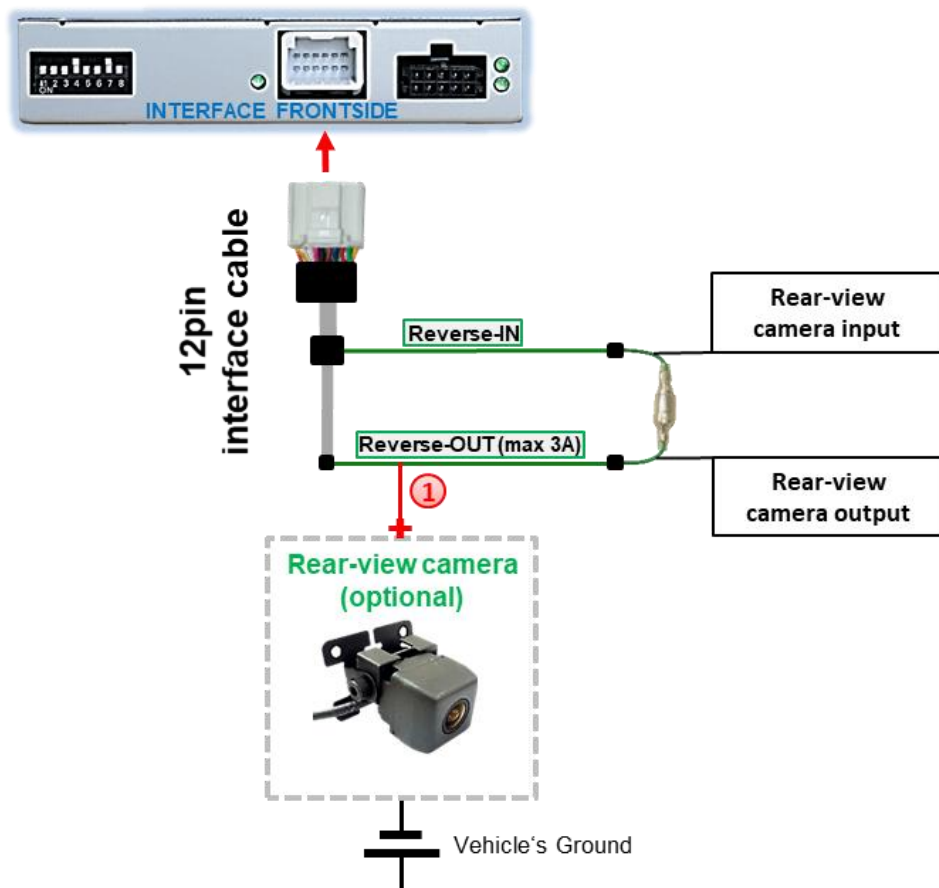 1 2 3 4 5 6 7 8
ON
INTERFACE FRONTSIDE
12pin
interface cable
Reverse-IN
Rear-view
camera input
Reverse-OUT (max 3A)
Rear-view
camera output
1
Rear-view camera
(optional)
Vehicle‘s Ground